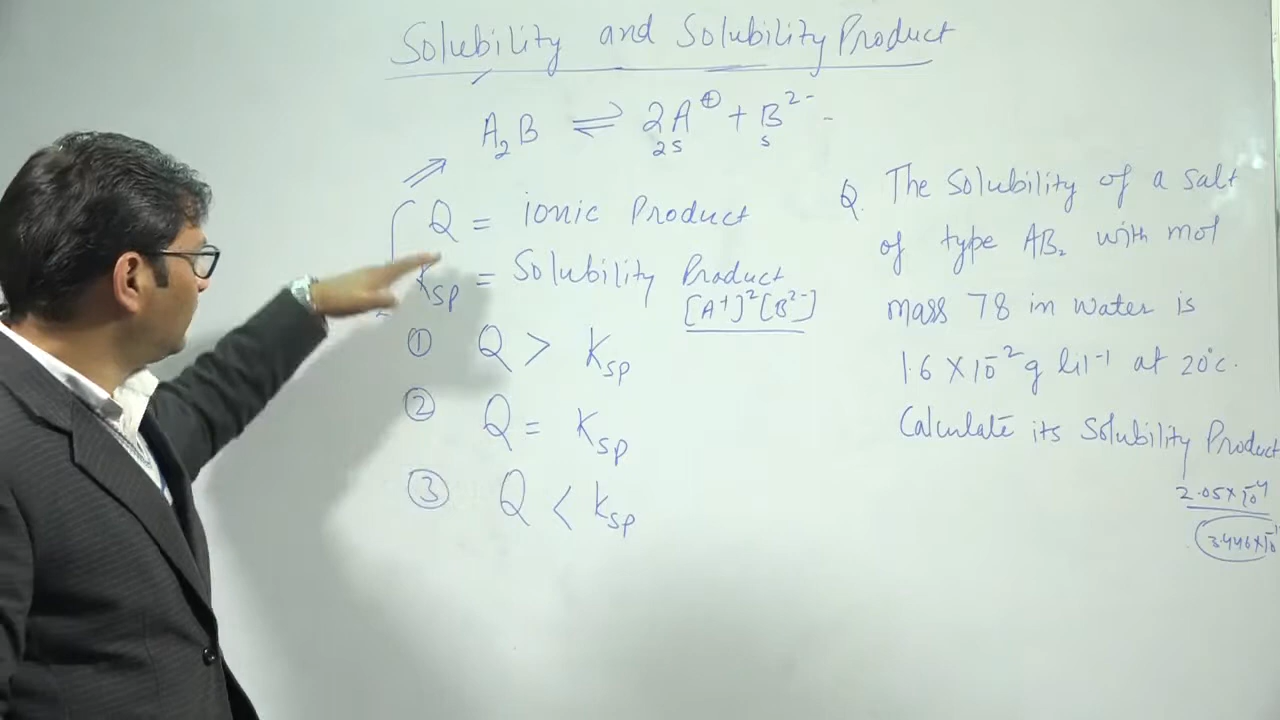 Solubility and Solubility Product
A₂B ⇌ 2A⊕ + B²⁻
2s s
Q = ionic Product
Ksp = Solubility Product
[A⁺]²[B²⁻]
① Q > Ksp
② Q = Ksp
③ Q < Ksp
Q. The Solubility of a salt
of type AB₂ with mol
mass 78 in water is
1.6 × 10⁻² g lit⁻¹ at 20°c.
Calculate its Solubility Product
2.05×10⁻⁴